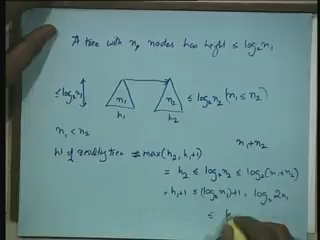 A tree with n, nodes has height ≤ log₂n₁
≤log₂n₁ n₁ n₂ ≤ log₂n₂ (n₁ ≤ n₂)
h₁ h₂
n₁ < n₂ n₁+n₂
ht of resulting tree = max(h₂, h₁+1)
= h₂ ≤ log₂n₂ ≤ log₂(n₁+n₂)
= h₁+1 ≤ (log₂n₁)+1 = log₂2n₁
≤